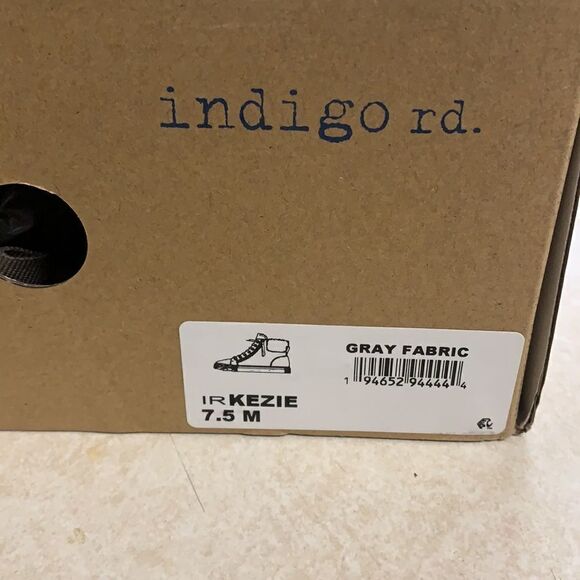 indigo rd.
GRAY FABRIC
1 94652 94444 4
IR KEZIE
7.5 M